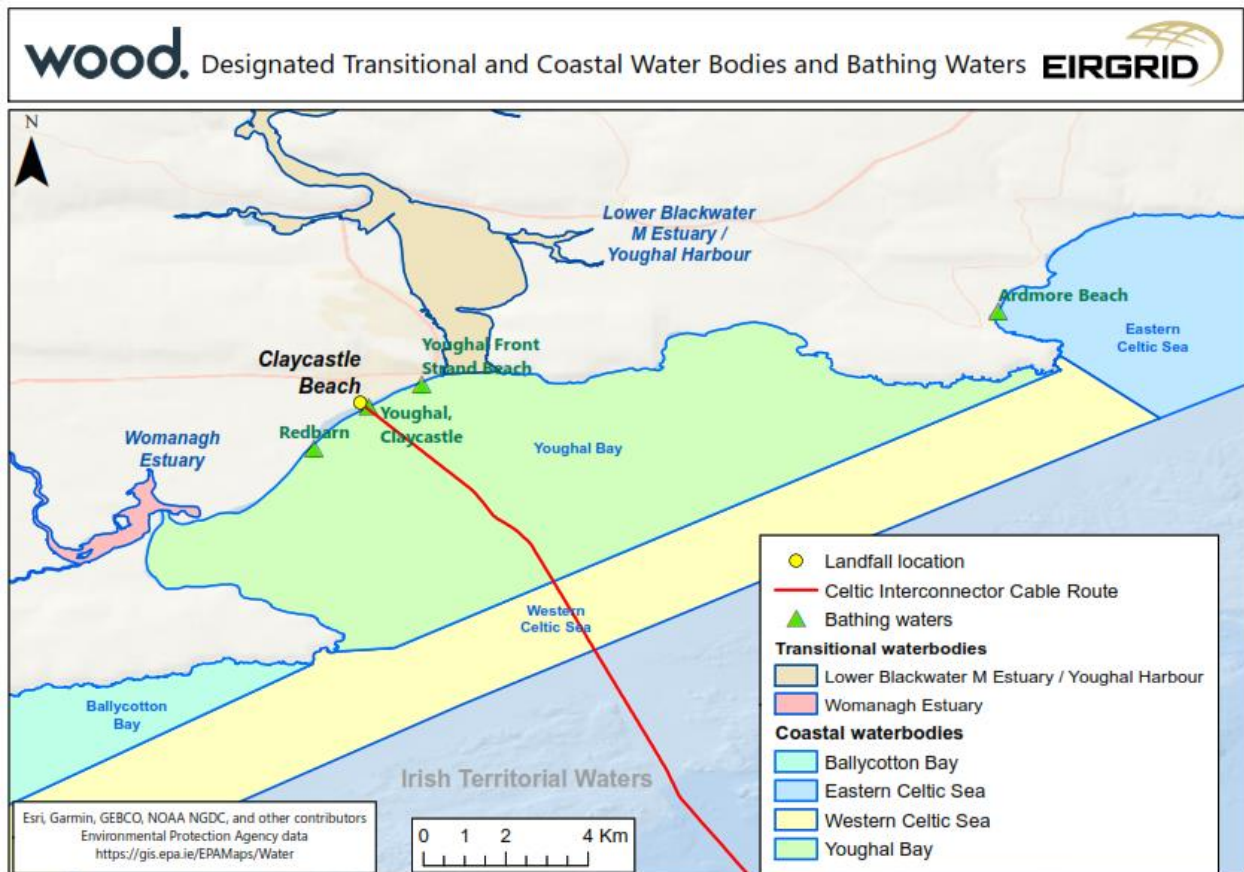 wood. Designated Transitional and Coastal Water Bodies and Bathing Waters EIRGRID
N
Lower Blackwater
M Estuary /
Youghal Harbour
Ardmore Beach
Eastern
Celtic Sea
Youghal Front
Strand Beach
Claycastle
Beach
Youghal,
Claycastle
Redbarn
Womanagh
Estuary
Youghal Bay
Western
Celtic Sea
Ballycotton
Bay
Irish Territorial Waters
Landfall location
Celtic Interconnector Cable Route
Bathing waters
Transitional waterbodies
Lower Blackwater M Estuary / Youghal Harbour
Womanagh Estuary
Coastal waterbodies
Ballycotton Bay
Eastern Celtic Sea
Western Celtic Sea
Youghal Bay
Esri, Garmin, GEBCO, NOAA NGDC, and other contributors
Environmental Protection Agency data
https://gis.epa.ie/EPAMaps/Water
0 1 2 4 Km